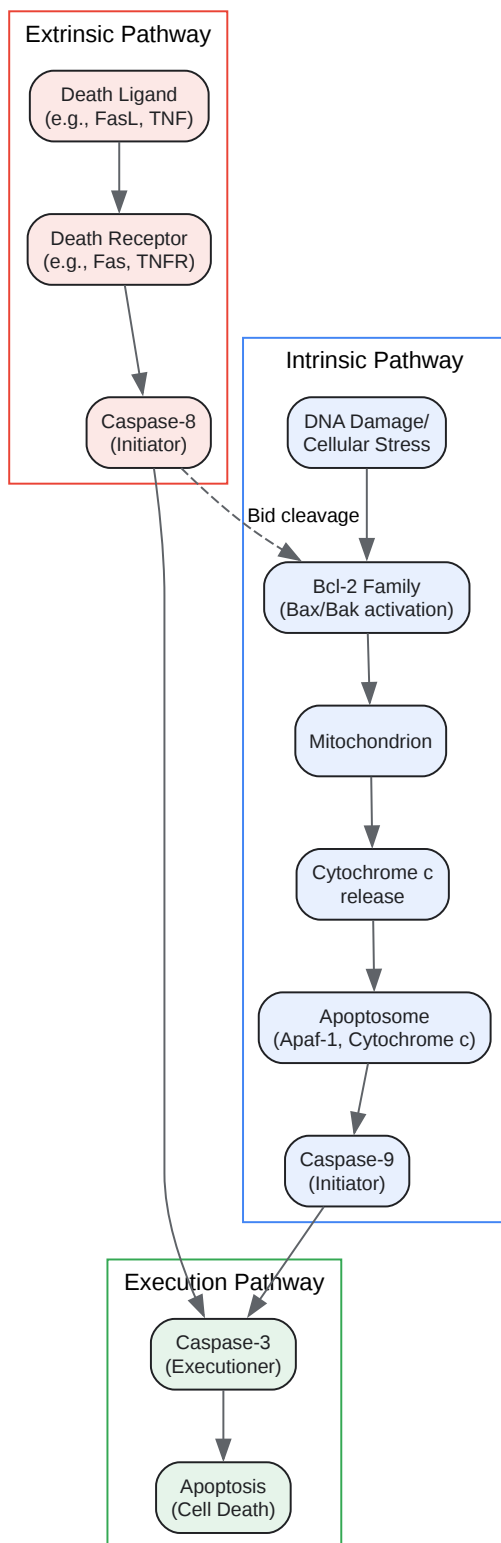 Extrinsic Pathway
Death Ligand
(e.g., FasL, TNF)
Death Receptor
(e.g., Fas, TNFR)
Caspase-8
(Initiator)
Intrinsic Pathway
DNA Damage/
Cellular Stress
Bid cleavage
Bcl-2 Family
(Bax/Bak activation)
Mitochondrion
Cytochrome c
release
Apoptosome
(Apaf-1, Cytochrome c)
Caspase-9
(Initiator)
Execution Pathway
Caspase-3
(Executioner)
Apoptosis
(Cell Death)